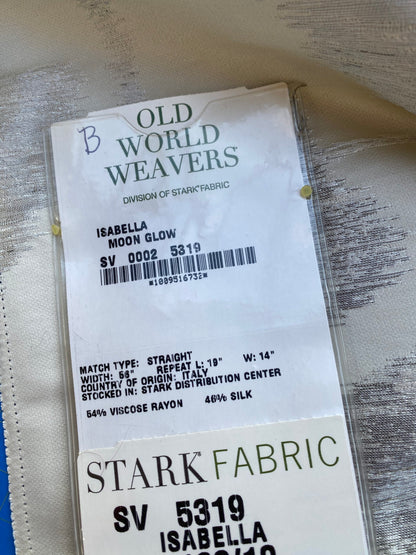 B
OLD
WORLD
WEAVERS
DIVISION OF STARK FABRIC
ISABELLA
MOON GLOW
SV 0002 5319
*1009516732*
MATCH TYPE: STRAIGHT
WIDTH: 56" REPEAT L: 19" W: 14"
COUNTRY OF ORIGIN: ITALY
STOCKED IN: STARK DISTRIBUTION CENTER
54% VISCOSE RAYON 46% SILK
STARK FABRIC
SV 5319
ISABELLA